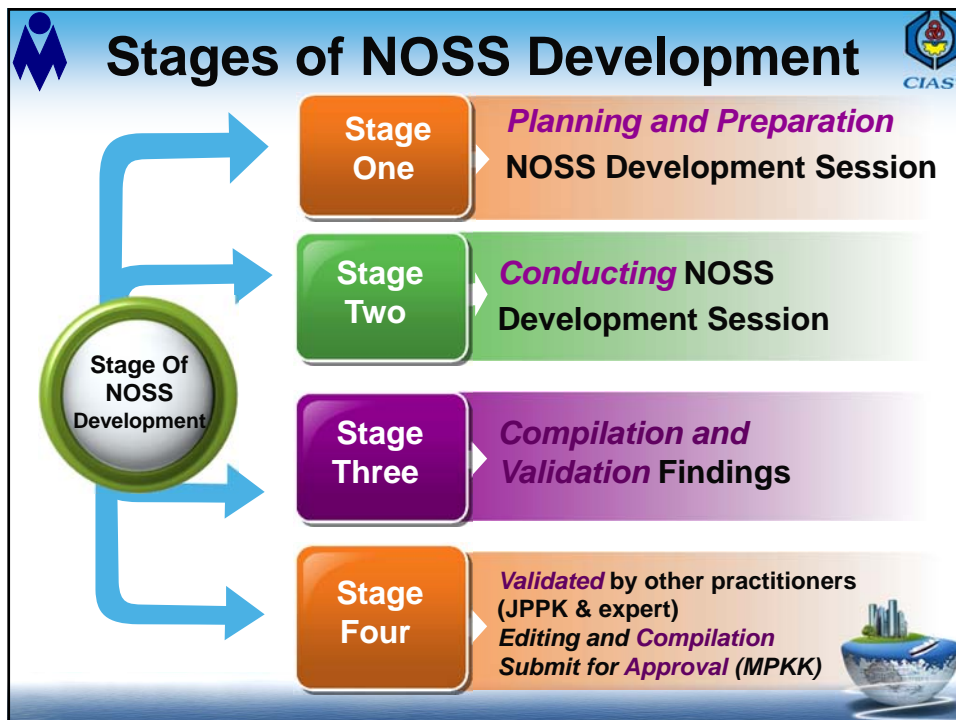 Stages of NOSS Development
CIAST
Stage Of
NOSS
Development
Stage
One
Planning and Preparation
NOSS Development Session
Stage
Two
Conducting NOSS
Development Session
Stage
Three
Compilation and
Validation Findings
Stage
Four
Validated by other practitioners
(JPPK & expert)
Editing and Compilation
Submit for Approval (MPKK)